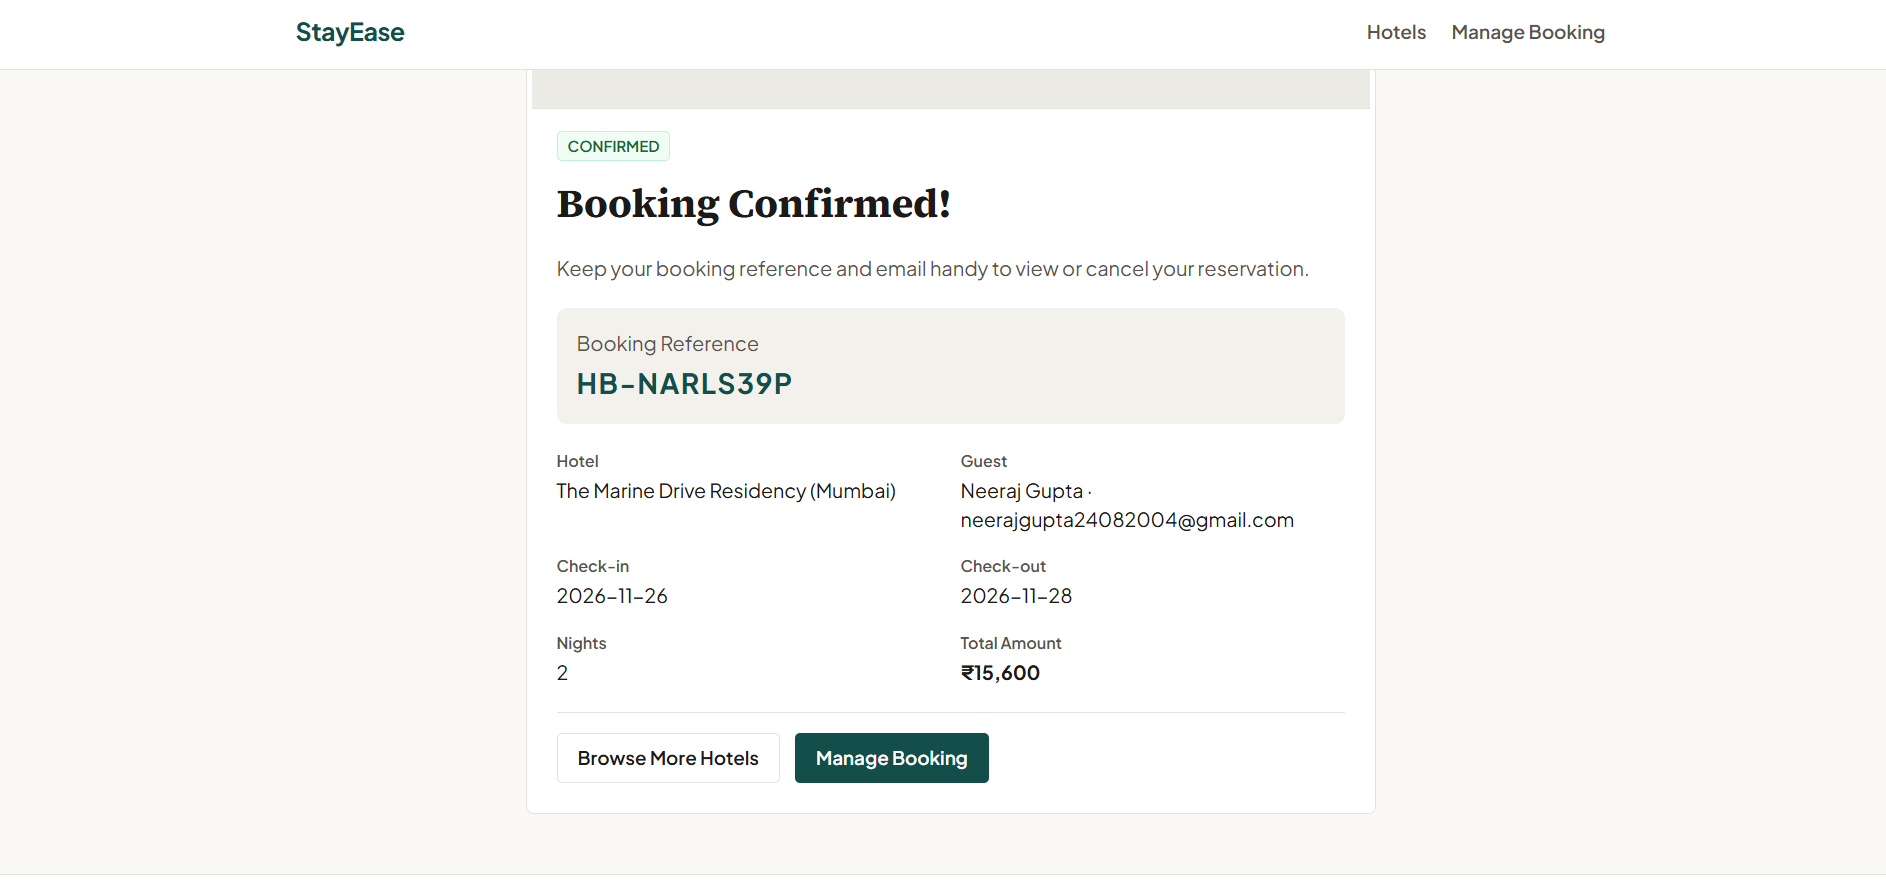 StayEase
Hotels
Manage Booking
CONFIRMED
Booking Confirmed!
Keep your booking reference and email handy to view or cancel your reservation.
Booking Reference
HB-NARLS39P
Hotel
The Marine Drive Residency (Mumbai)
Guest
Neeraj Gupta ·
neerajgupta24082004@gmail.com
Check-in
2026-11-26
Check-out
2026-11-28
Nights
2
Total Amount
₹15,600
Browse More Hotels
Manage Booking